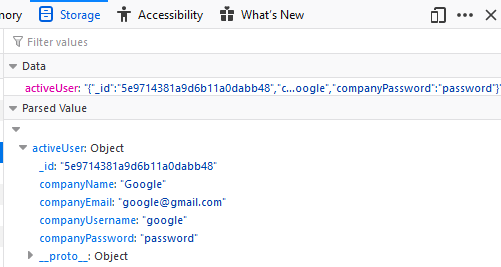 mory Storage Accessibility What's New
Filter values
Data
activeUser: "{"_id":"5e9714381a9d6b11a0dabb48","c...oogle","companyPassword":"password"}"
Parsed Value
activeUser: Object
_id: "5e9714381a9d6b11a0dabb48"
companyName: "Google"
companyEmail: "google@gmail.com"
companyUsername: "google"
companyPassword: "password"
__proto__: Object